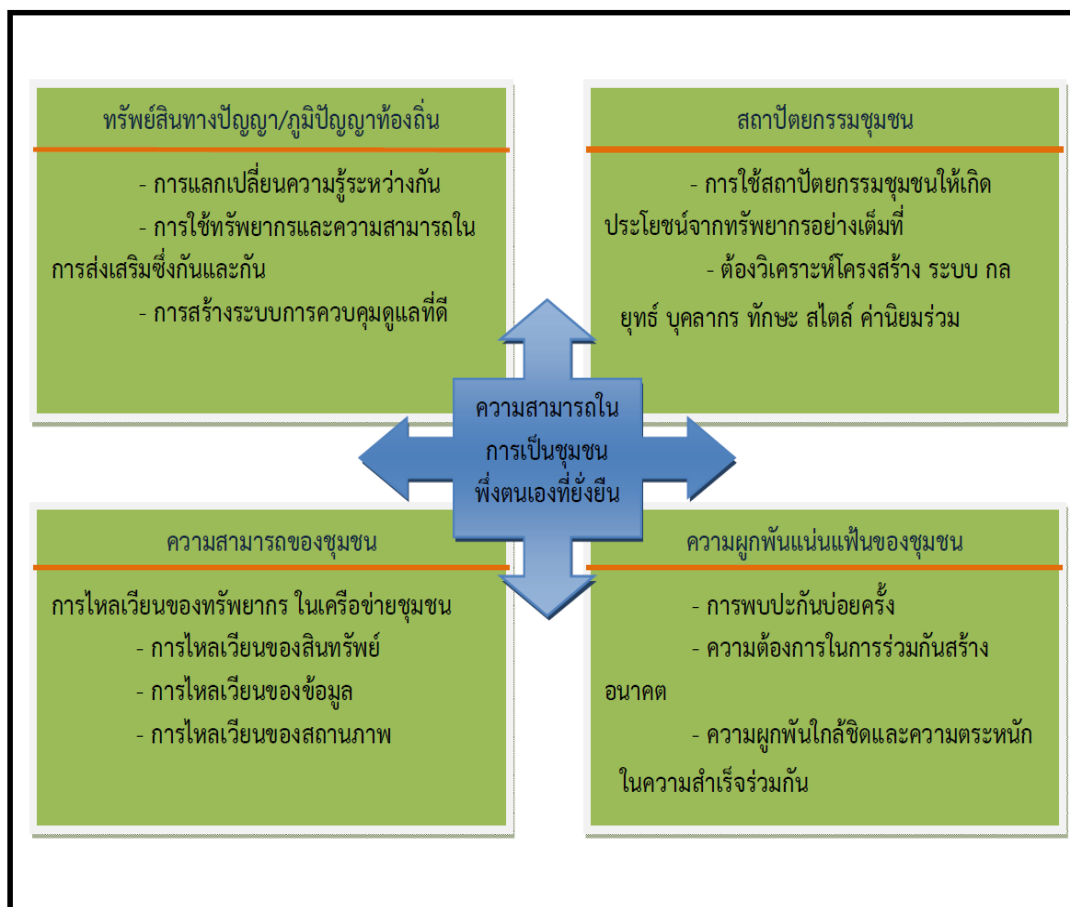 ทรัพย์สินทางปัญญา/ภูมิปัญญาท้องถิ่น
- การแลกเปลี่ยนความรู้ระหว่างกัน
- การใช้ทรัพยากรและความสามารถใน
การส่งเสริมซึ่งกันและกัน
- การสร้างระบบการควบคุมดูแลที่ดี
สถาปัตยกรรมชุมชน
- การใช้สถาปัตยกรรมชุมชนให้เกิด
ประโยชน์จากทรัพยากรอย่างเต็มที่
- ต้องวิเคราะห์โครงสร้าง ระบบ กล
ยุทธ์ บุคลากร ทักษะ สไตล์ ค่านิยมร่วม
ความสามารถใน
การเป็นชุมชน
พึ่งตนเองที่ยั่งยืน
ความสามารถของชุมชน
การไหลเวียนของทรัพยากร ในเครือข่ายชุมชน
- การไหลเวียนของสินทรัพย์
- การไหลเวียนของข้อมูล
- การไหลเวียนของสถานภาพ
ความผูกพันแน่นแฟ้นของชุมชน
- การพบปะกันบ่อยครั้ง
- ความต้องการในการร่วมกันสร้าง
อนาคต
- ความผูกพันใกล้ชิดและความตระหนัก
ในความสำเร็จร่วมกัน